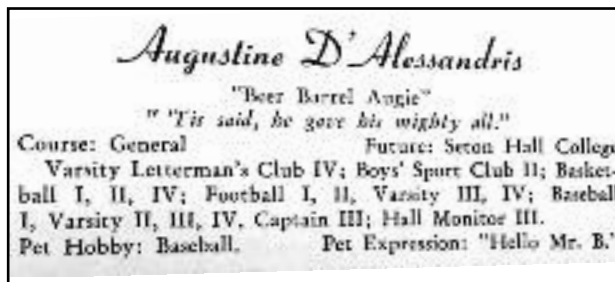 Augustine D'Alessandris
"Beer Barrel Augie"
" 'Tis said, he gave his mighty all."
Course: General Future: Seton Hall College
Varsity Letterman's Club IV; Boys' Sport Club II; Basket-
ball I, II, IV; Football I, II, Varsity III, IV; Baseball
I, Varsity II, III, IV, Captain III; Hall Monitor III.
Pet Hobby: Baseball. Pet Expression: "Hello Mr. B."